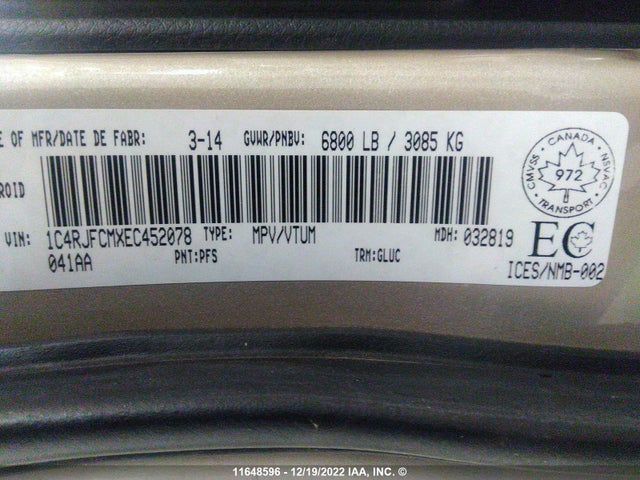 E OF MFR/DATE DE FABR: 3-14 GVWR/PNBV: 6800 LB / 3085 KG
ROID
VIN: 1C4RJFCMXEC452078 TYPE: MPV/VTUM MDH: 032819
041AA PNT:PFS TRM:GLUC
CANADA
CMVSS 972 NSVAC
TRANSPORT
EC
ICES/NMB-002
11648596 - 12/19/2022 IAA, INC. ©